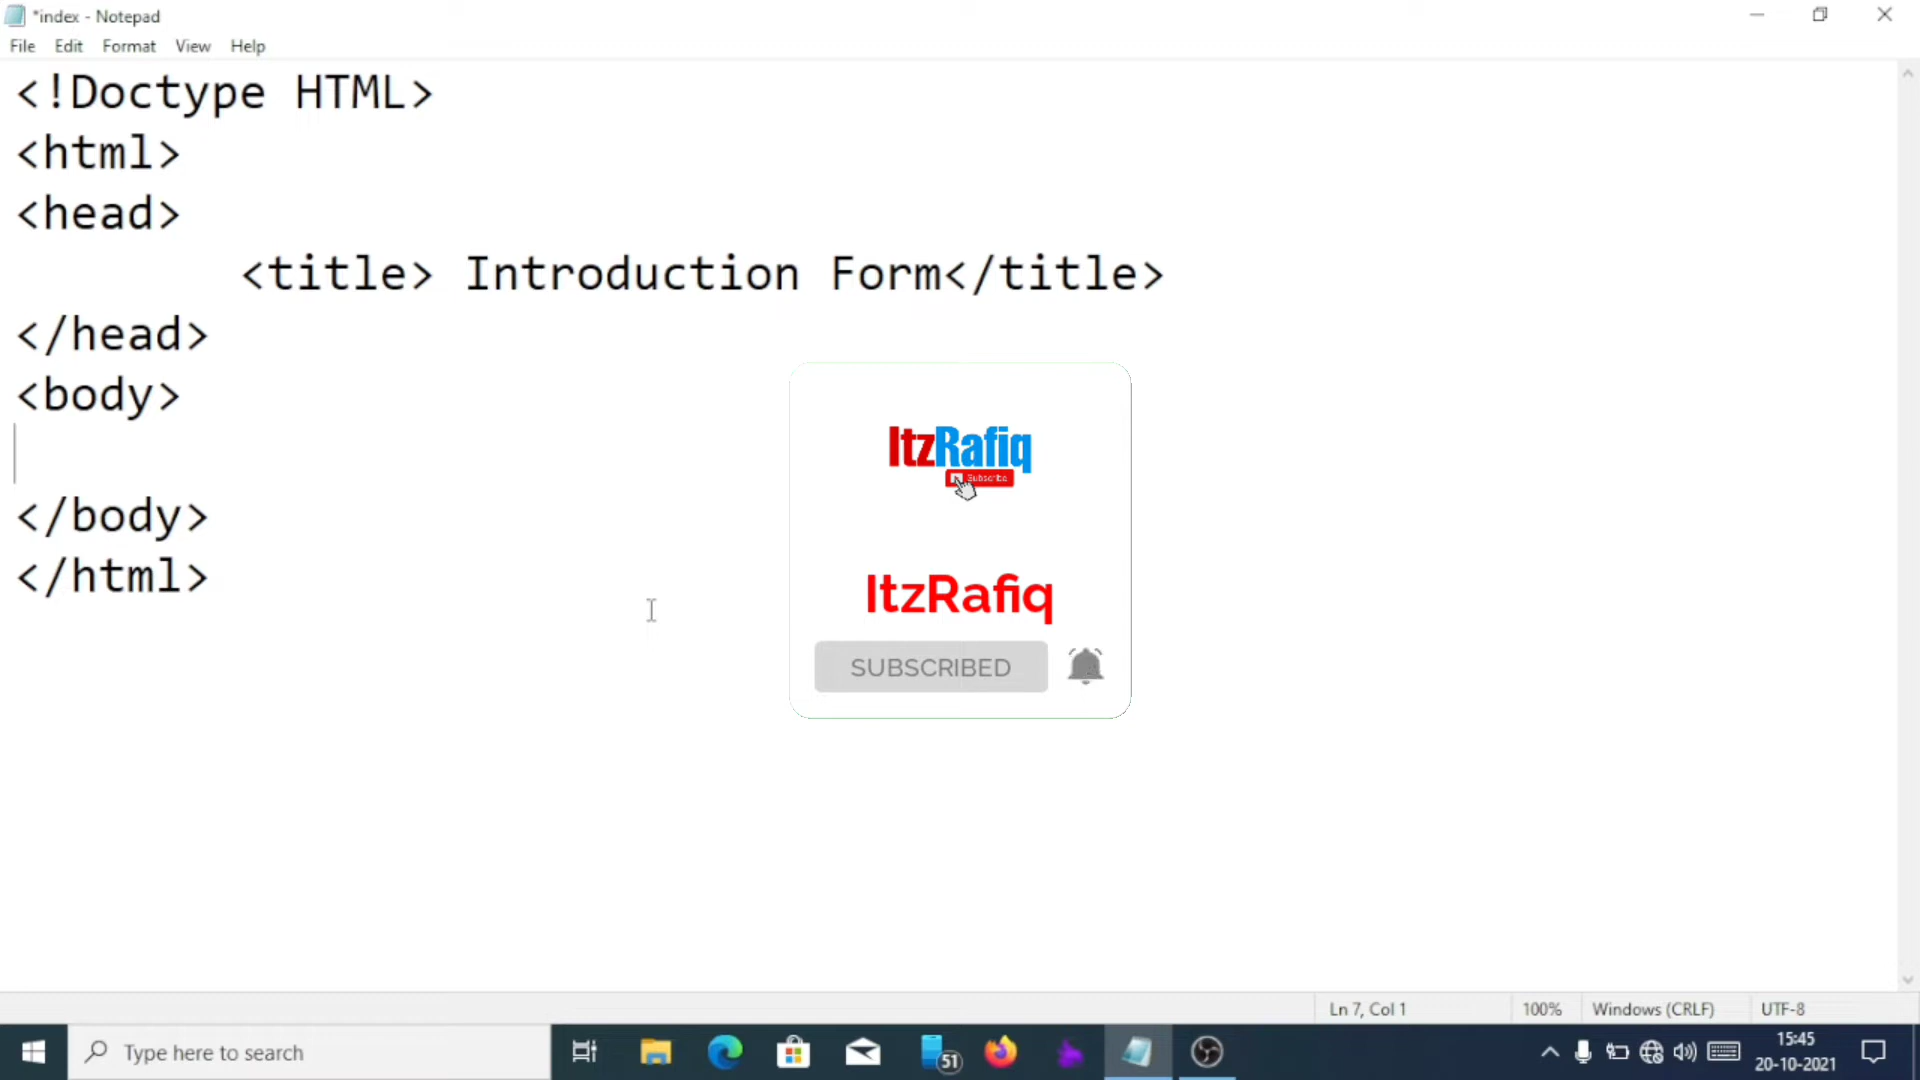 *index - Notepad
File Edit Format View Help
<!Doctype HTML>
<html>
<head>
<title> Introduction Form</title>
</head>
<body>
</body>
</html>
ItzRafiq
Subscribe
ItzRafiq
SUBSCRIBED
Ln 7, Col 1 100% Windows (CRLF) UTF-8
Type here to search
51
15:45
20-10-2021